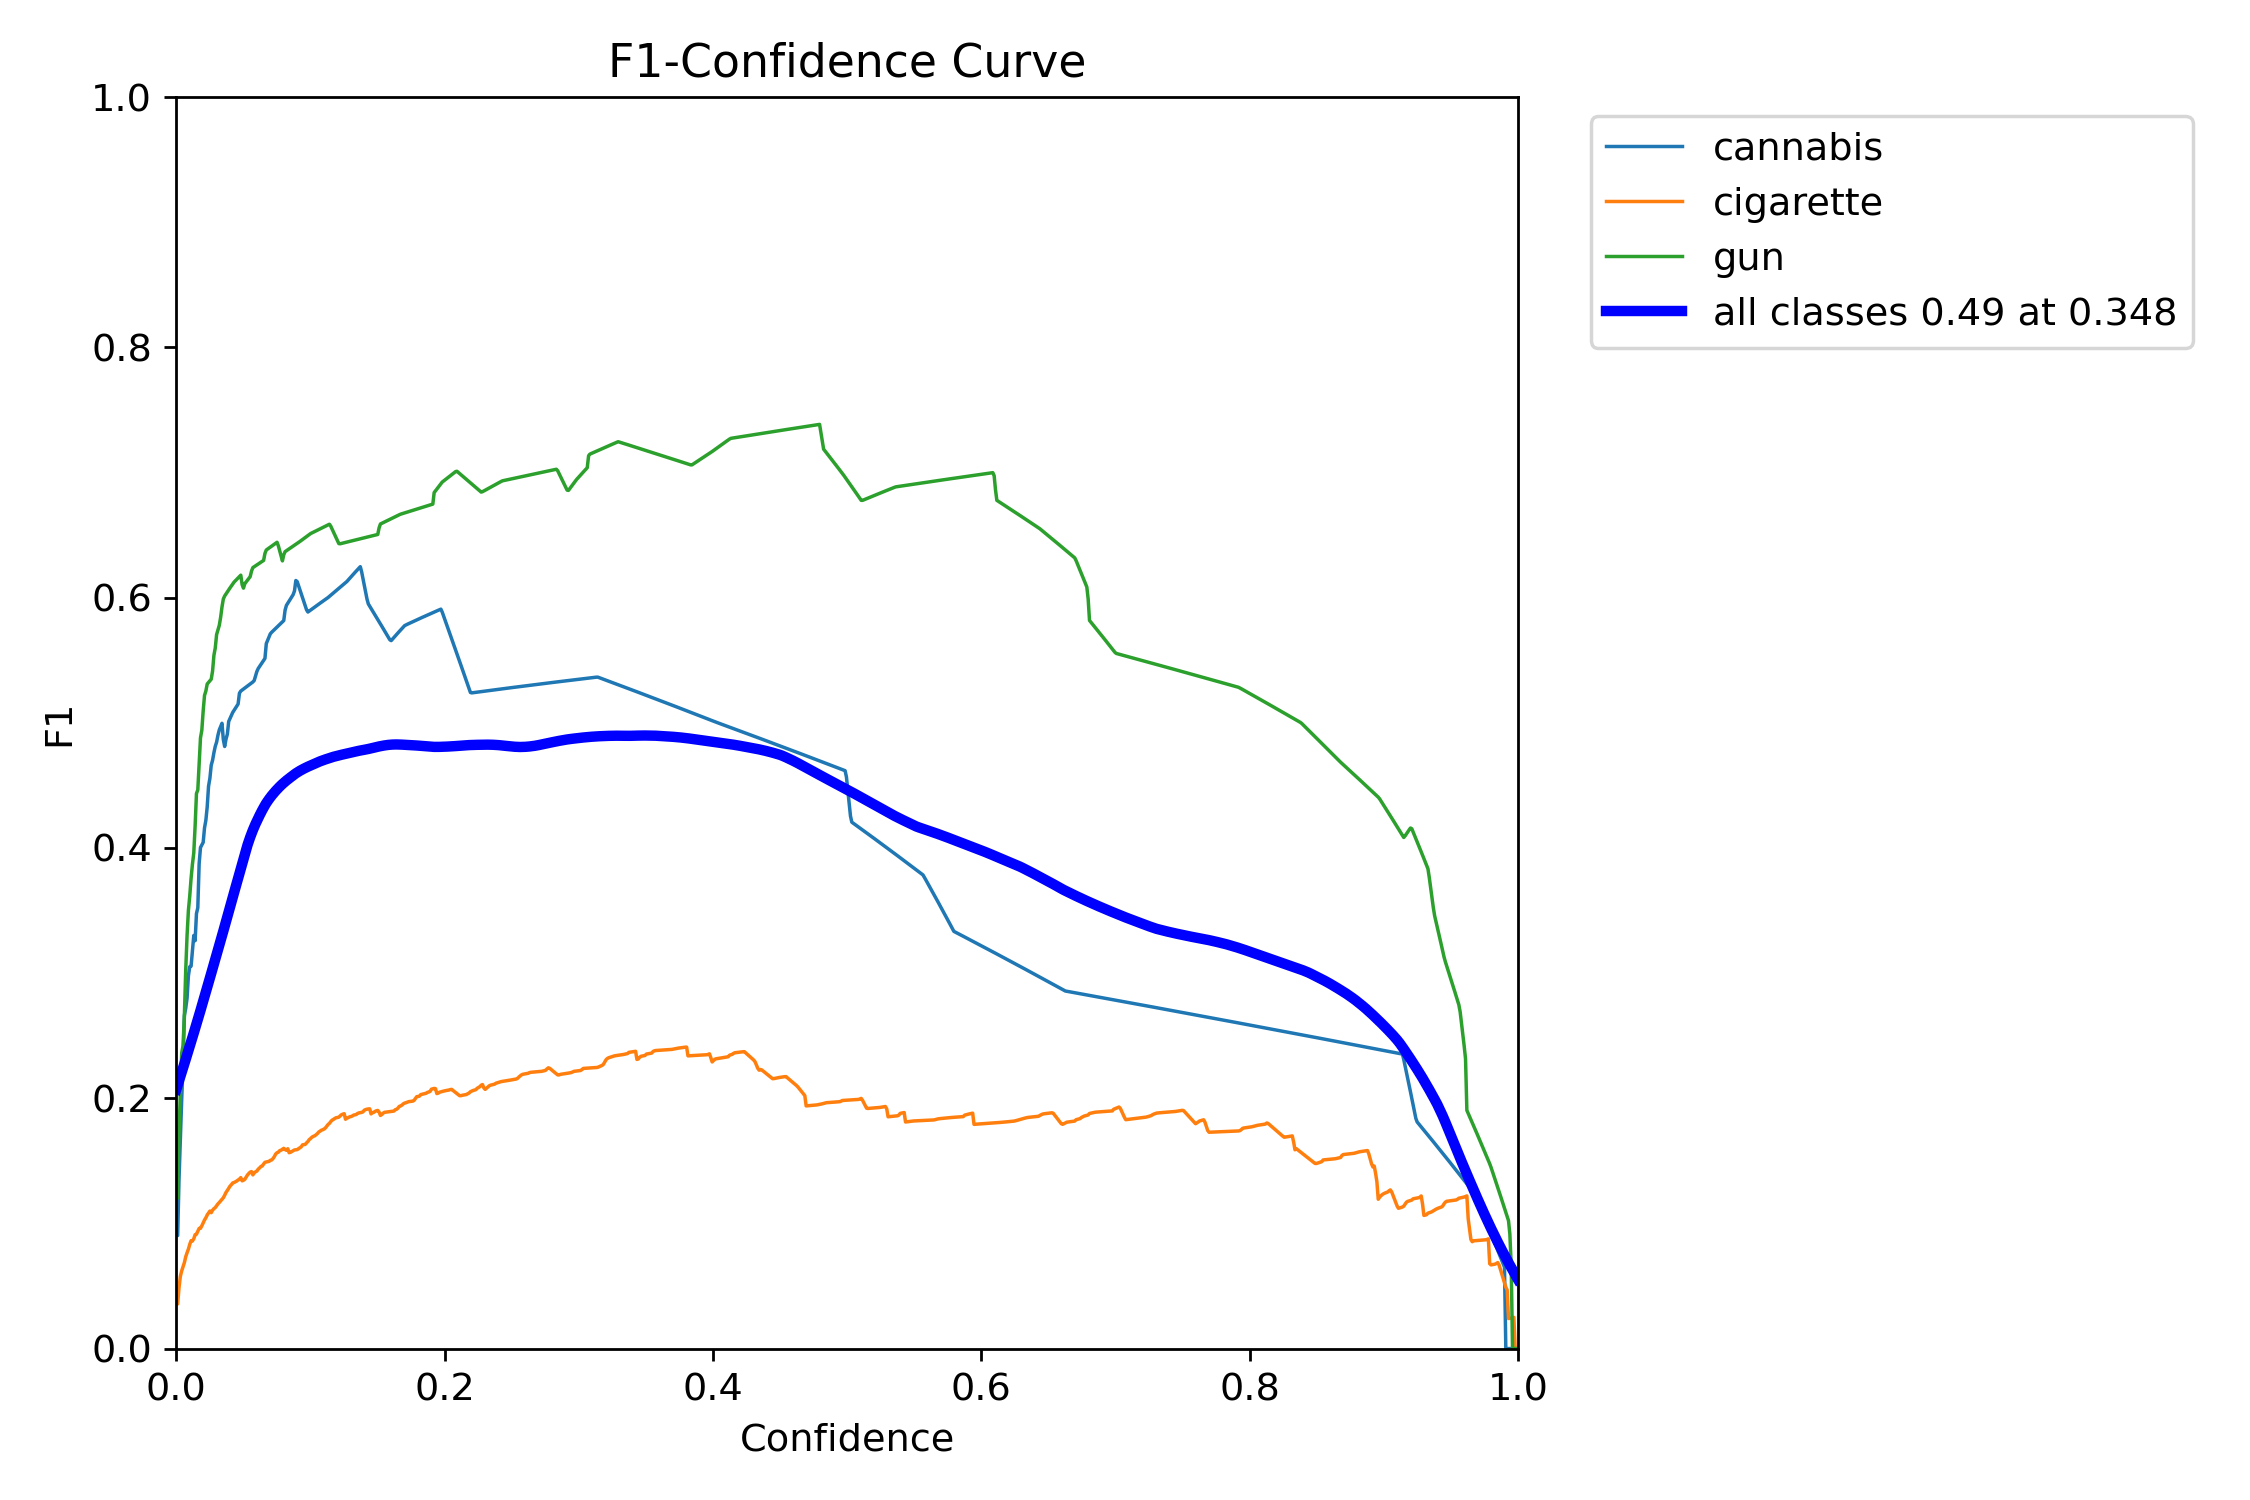 F1-Confidence Curve
1.0
0.8
0.6
0.4
0.2
0.0
F1
0.0 0.2 0.4 0.6 0.8 1.0
Confidence
cannabis
cigarette
gun
all classes 0.49 at 0.348